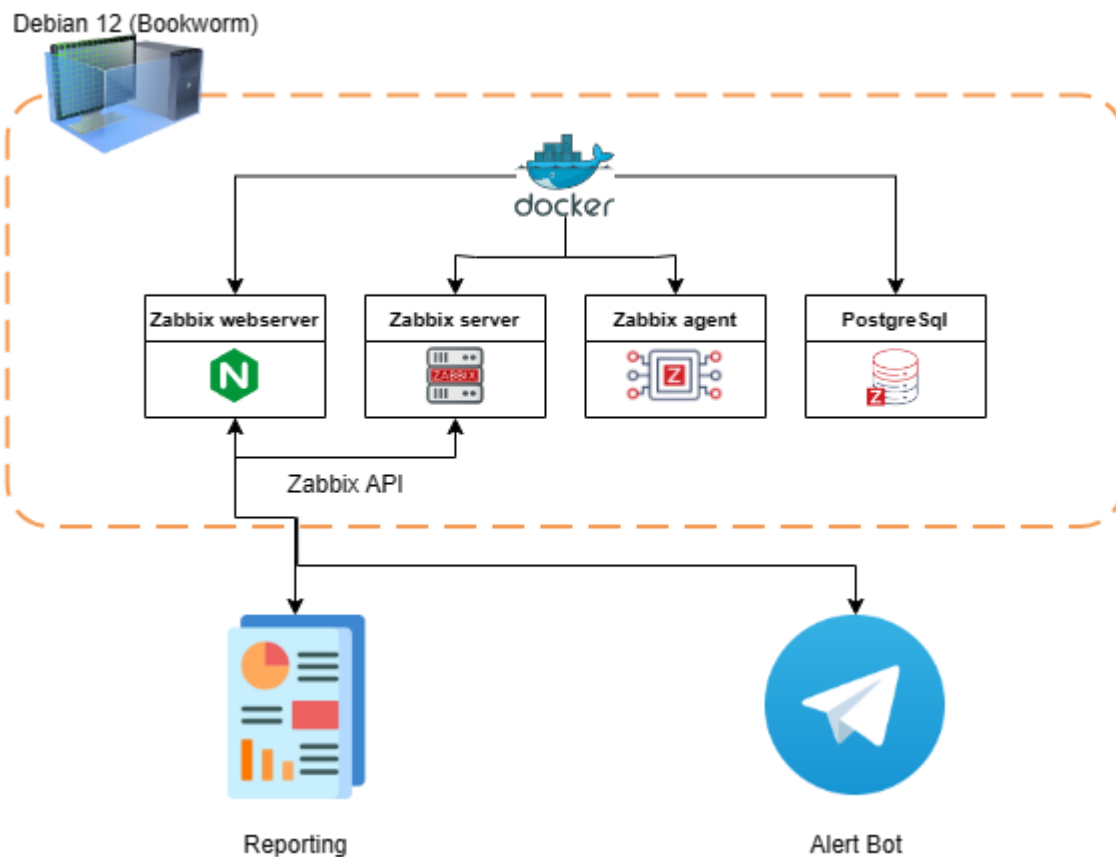 Debian 12 (Bookworm)
docker
Zabbix webserver
Zabbix server
Zabbix agent
PostgreSql
N
ZABBIX
Z
Z
Zabbix API
Reporting
Alert Bot